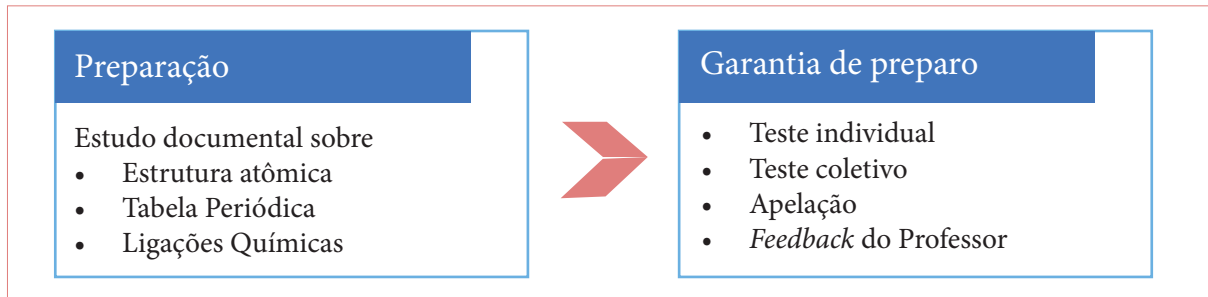 Preparação
Estudo documental sobre
• Estrutura atômica
• Tabela Periódica
• Ligações Químicas
Garantia de preparo
• Teste individual
• Teste coletivo
• Apelação
• Feedback do Professor